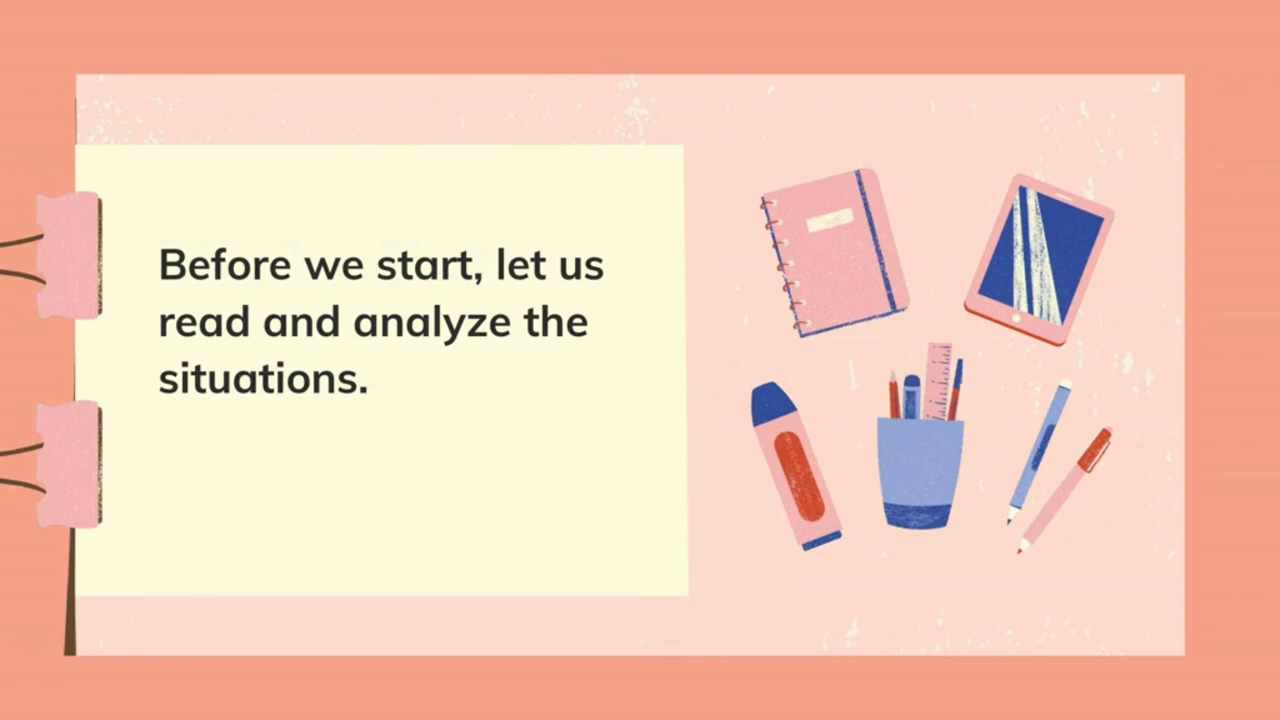 Before we start, let us
read and analyze the
situations.